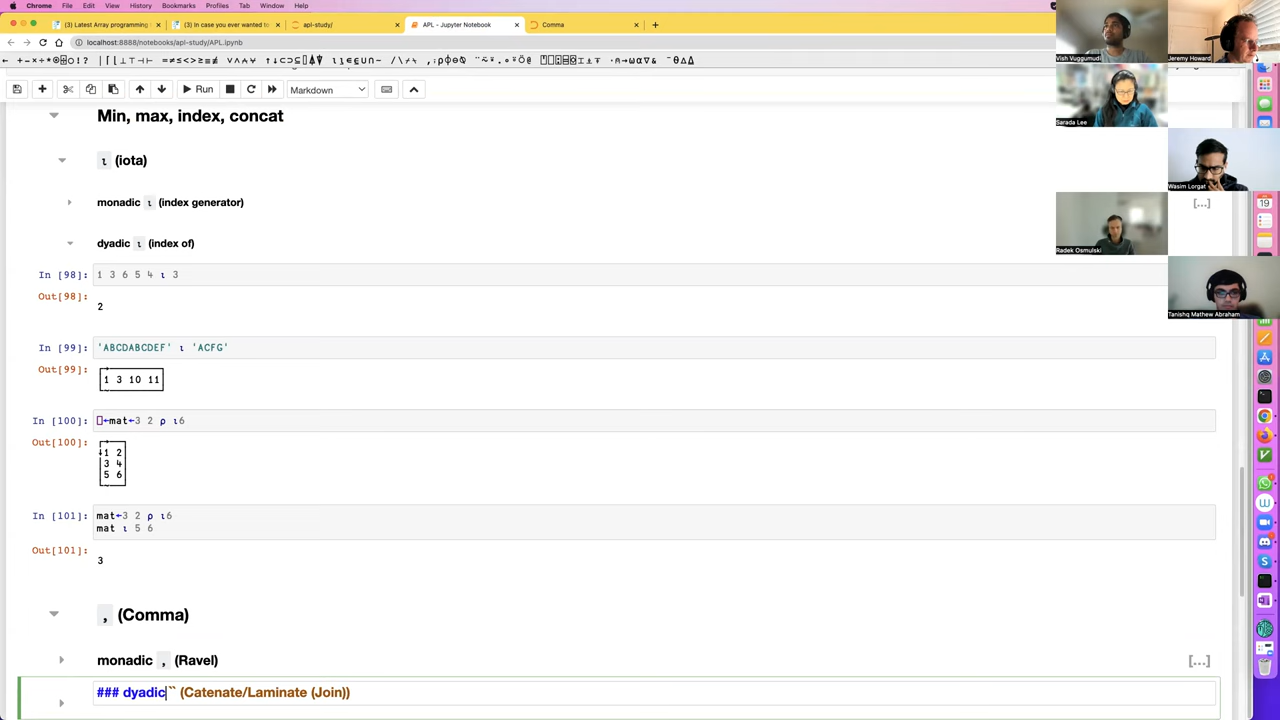 Chrome File Edit View History Bookmarks Profiles Tab Window Help
(3) Latest Array programming
(3) In case you ever wanted to
apl-study/
APL - Jupyter Notebook
Comma
localhost:8888/notebooks/apl-study/APL.ipynb
Run
Markdown
Min, max, index, concat
⍳ (iota)
monadic ⍳ (index generator)
[...]
dyadic ⍳ (index of)
In [98]: 1 3 6 5 4 ⍳ 3
Out[98]:
2
In [99]: 'ABCDABCDEF' ⍳ 'ACFG'
Out[99]:
1 3 10 11
In [100]: ⎕←mat←3 2 ⍴ ⍳6
Out[100]:
1 2
3 4
5 6
In [101]: mat←3 2 ⍴ ⍳6
mat ⍳ 5 6
Out[101]:
3
, (Comma)
monadic , (Ravel)
[...]
### dyadic`` (Catenate/Laminate (Join))
Vish Vuggumudi
Jeremy Howard
Sarada Lee
Wasim Lorgat
Radek Osmulski
Tanishq Mathew Abraham
19